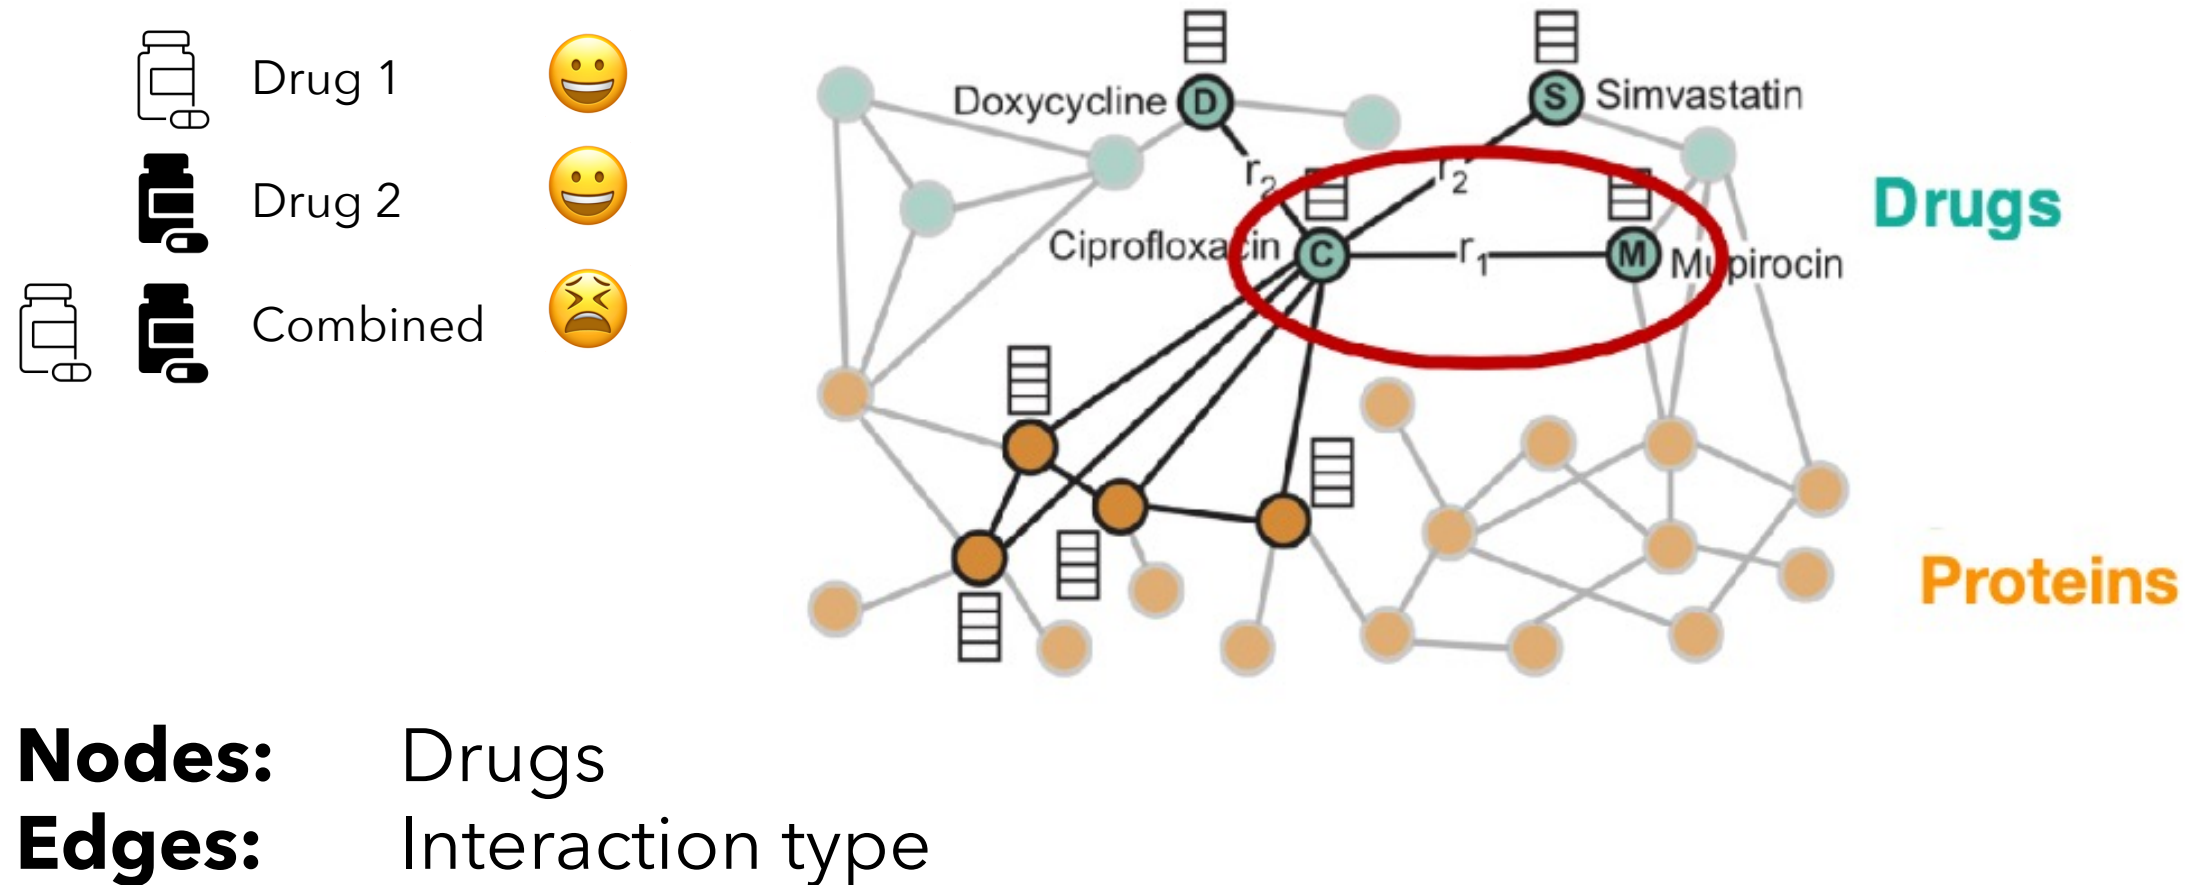 Drug 1
Drug 2
Combined
Doxycycline
D
S
Simvastatin
r2
r2
Ciprofloxacin
C
r1
M
Mupirocin
Drugs
Proteins
Nodes: Drugs
Edges: Interaction type